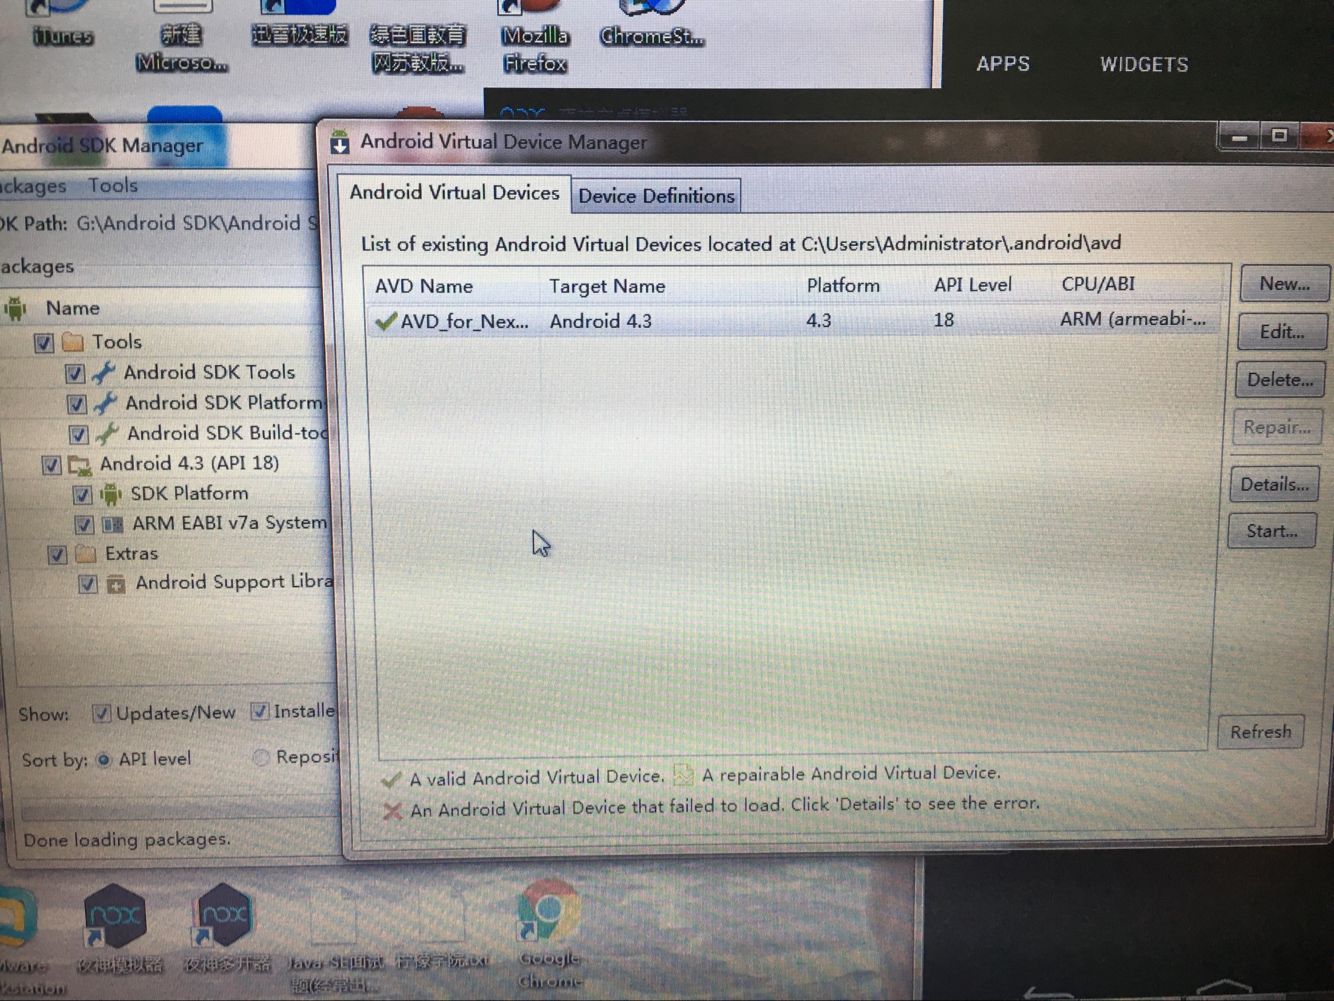 iTunes
新建
Microso...
迅雷极速版
绿色圃教育
网苏教版...
Mozilla
Firefox
ChromeSt...
APPS
WIDGETS
Android SDK Manager
ackages
Tools
DK Path: G:\Android SDK\Android S
ackages
Name
Tools
Android SDK Tools
Android SDK Platform
Android SDK Build-too
Android 4.3 (API 18)
SDK Platform
ARM EABI v7a System
Extras
Android Support Libra
Show: Updates/New Installe
Sort by: API level Reposit
Done loading packages.
Android Virtual Device Manager
Android Virtual Devices
Device Definitions
List of existing Android Virtual Devices located at C:\Users\Administrator\.android\avd
AVD Name Target Name Platform API Level CPU/ABI
AVD_for_Nex... Android 4.3 4.3 18 ARM (armeabi-...
New...
Edit...
Delete...
Repair...
Details...
Start...
Refresh
A valid Android Virtual Device. A repairable Android Virtual Device.
An Android Virtual Device that failed to load. Click 'Details' to see the error.
nox
nox
夜神模拟器
夜神多开器
Java-SE面试
柠檬学院.txt
Google
Chrome